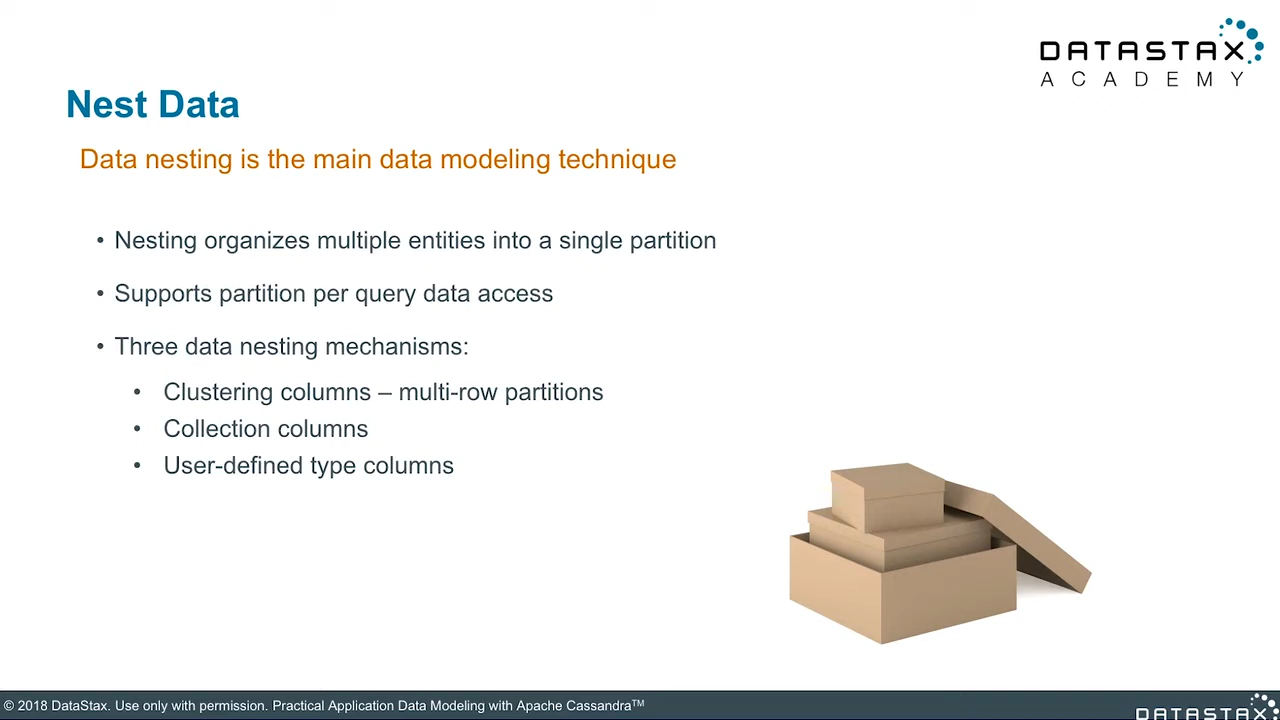 DATASTAX
ACADEMY
Nest Data
Data nesting is the main data modeling technique
• Nesting organizes multiple entities into a single partition
• Supports partition per query data access
• Three data nesting mechanisms:
• Clustering columns – multi-row partitions
• Collection columns
• User-defined type columns
© 2018 DataStax. Use only with permission. Practical Application Data Modeling with Apache Cassandra™
DATASTAX